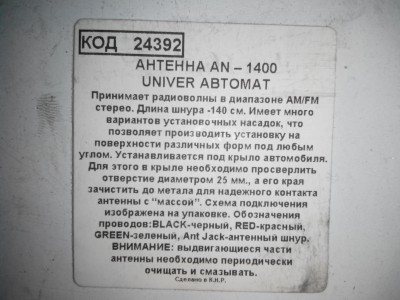 КОД 24392
АНТЕННА AN – 1400
UNIVER АВТОМАТ
Принимает радиоволны в диапазоне AM/FM
стерео. Длина шнура -140 см. Имеет много
вариантов установочных насадок, что
позволяет производить установку на
поверхности различных форм под любым
углом. Устанавливается под крыло автомобиля.
Для этого в крыле необходимо просверлить
отверстие диаметром 25 мм., а его края
зачистить до метала для надежного контакта
антенны с “массой”. Схема подключения
изображена на упаковке. Обозначения
проводов:BLACK-черный, RED-красный,
GREEN-зеленый, Ant Jack-антенный шнур.
ВНИМАНИЕ: выдвигающиеся части
антенны необходимо периодически
очищать и смазывать.
Сделано в К.Н.Р.